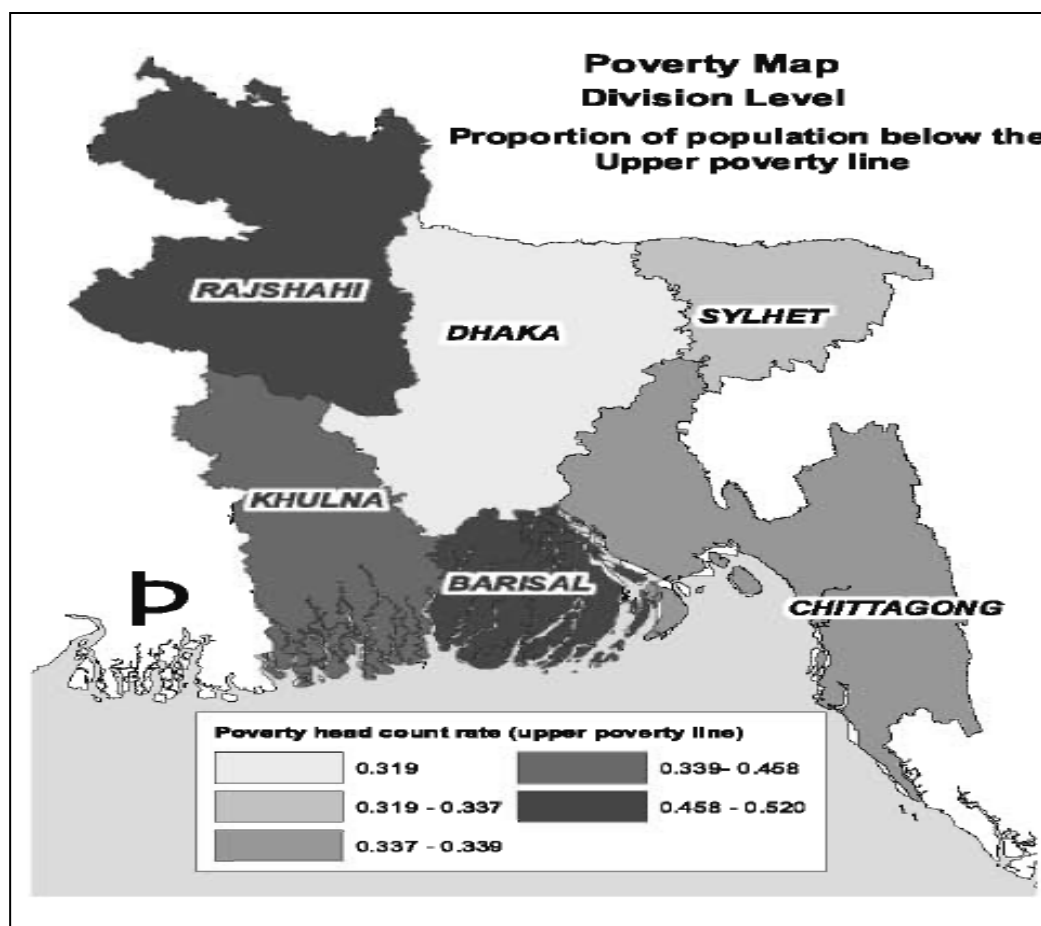 Poverty Map
Division Level
Proportion of population below the
Upper poverty line
RAJSHAHI
DHAKA
SYLHET
KHULNA
BARISAL
CHITTAGONG
Þ
Poverty head count rate (upper poverty line)
0.319
0.339– 0.458
0.319 - 0.337
0.458 - 0.520
0.337 - 0.339